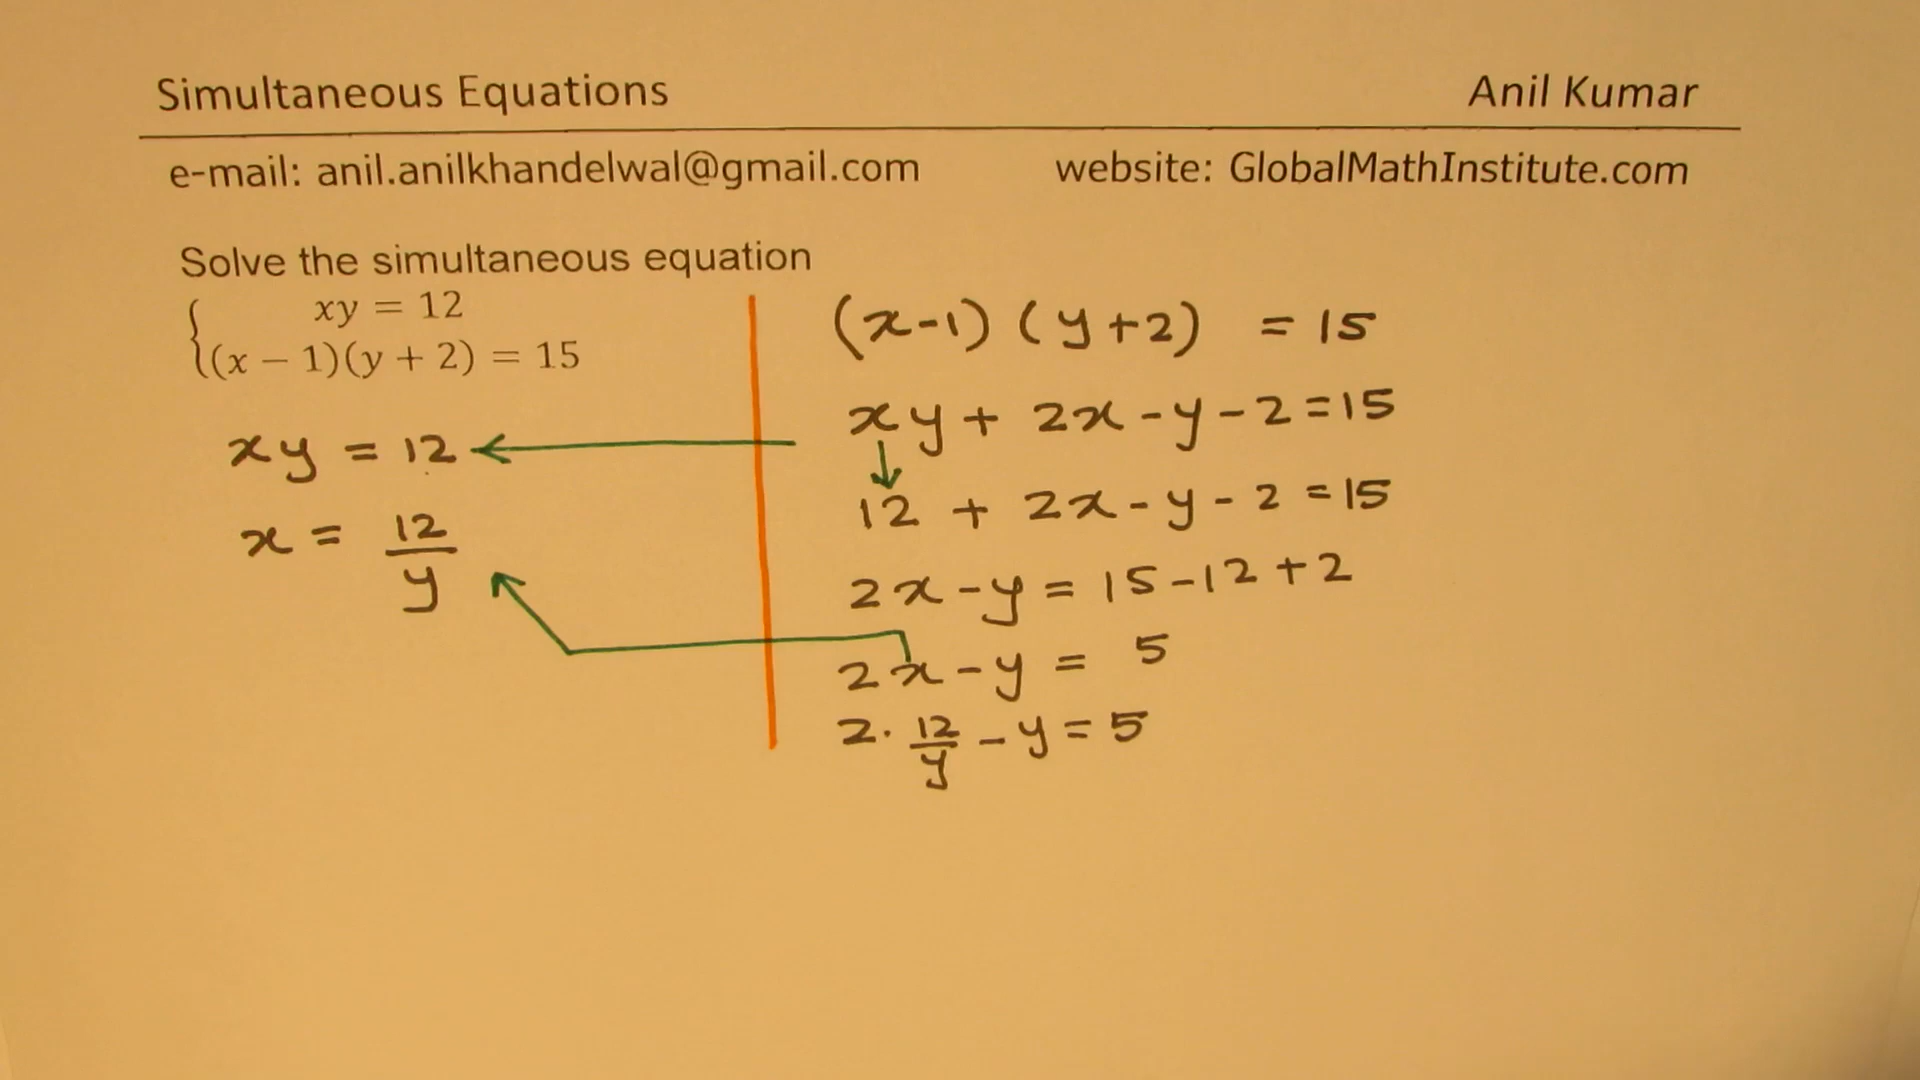 Simultaneous Equations Anil Kumar
e-mail: anil.anilkhandelwal@gmail.com website: GlobalMathInstitute.com
Solve the simultaneous equation
xy = 12
(x − 1)(y + 2) = 15
xy = 12
x = 12/y
(x-1) (y+2) = 15
xy + 2x - y - 2 = 15
12 + 2x - y - 2 = 15
2x - y = 15 - 12 + 2
2x - y = 5
2. 12/y - y = 5